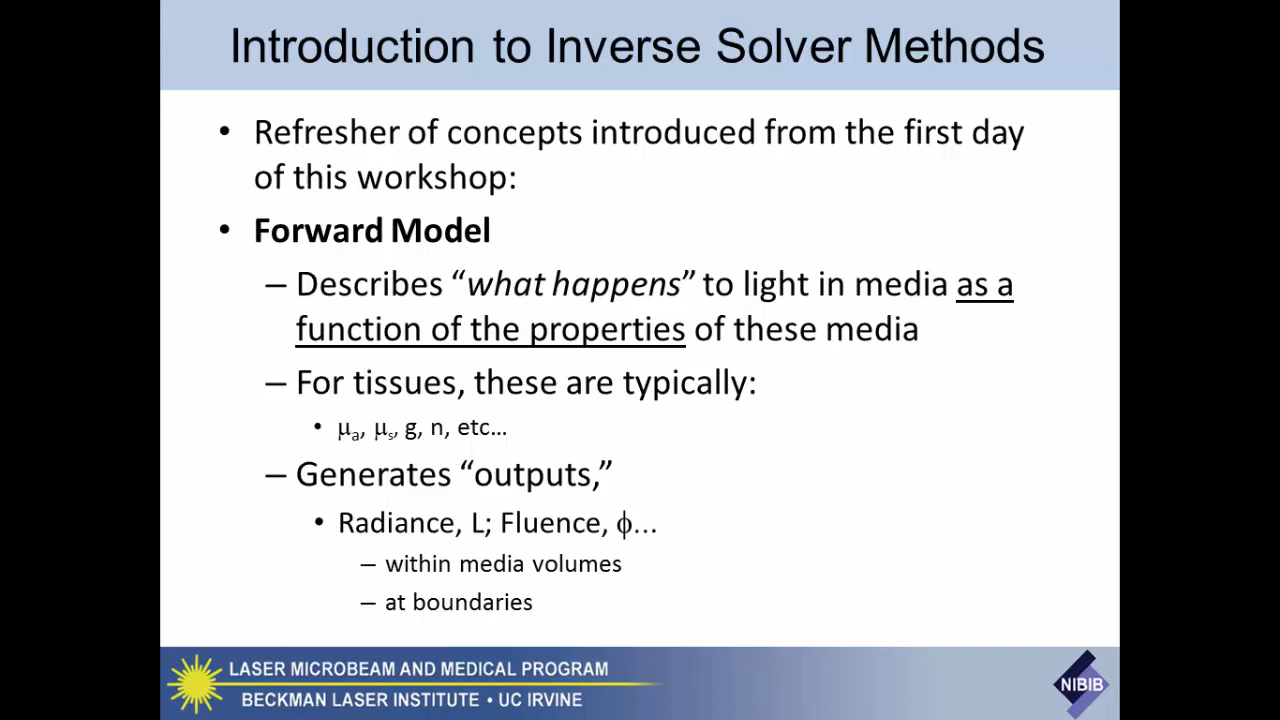 Introduction to Inverse Solver Methods
• Refresher of concepts introduced from the first day
of this workshop:
• Forward Model
– Describes “what happens” to light in media as a
function of the properties of these media
– For tissues, these are typically:
• μa, μs, g, n, etc…
– Generates “outputs,”
• Radiance, L; Fluence, ϕ...
– within media volumes
– at boundaries
LASER MICROBEAM AND MEDICAL PROGRAM
BECKMAN LASER INSTITUTE • UC IRVINE
NIBIB